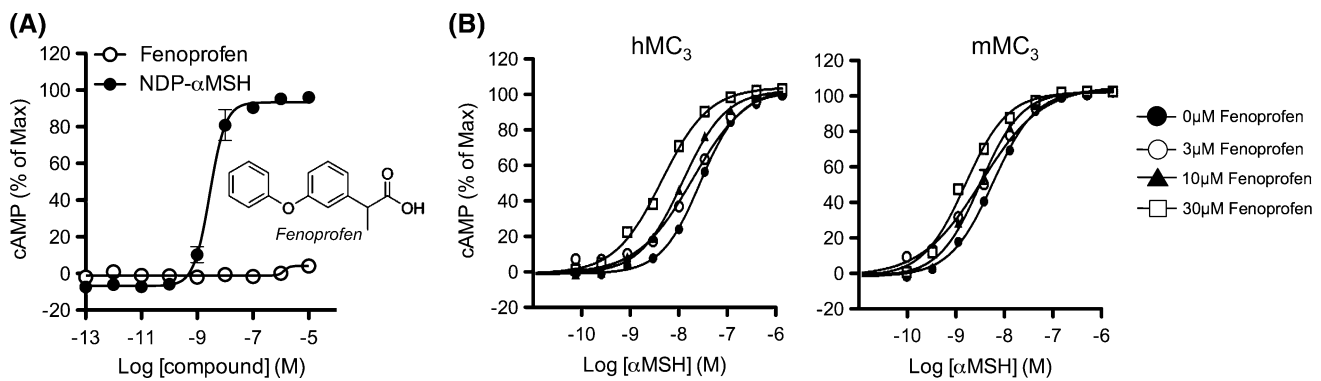 (A)
Fenoprofen
NDP-αMSH
cAMP (% of Max)
120
100
80
60
40
20
0
-20
-13
-11
-9
-7
-5
Log [compound] (M)
O
O
OH
Fenoprofen
(B)
hMC3
cAMP (% of Max)
120
100
80
60
40
20
0
-20
-10
-9
-8
-7
-6
Log [αMSH] (M)
mMC3
120
100
80
60
40
20
0
-20
-10
-9
-8
-7
-6
Log [αMSH] (M)
0µM Fenoprofen
3µM Fenoprofen
10µM Fenoprofen
30µM Fenoprofen